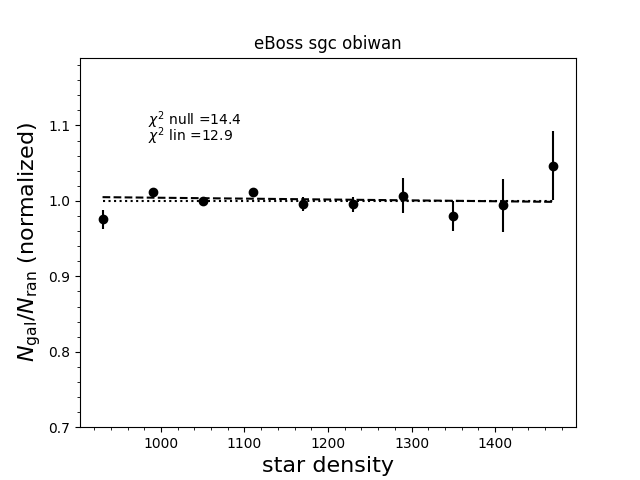 eBoss sgc obiwan
χ² null =14.4
χ² lin =12.9
N_gal/N_ran (normalized)
1.1
1.0
0.9
0.8
0.7
1000 1100 1200 1300 1400
star density